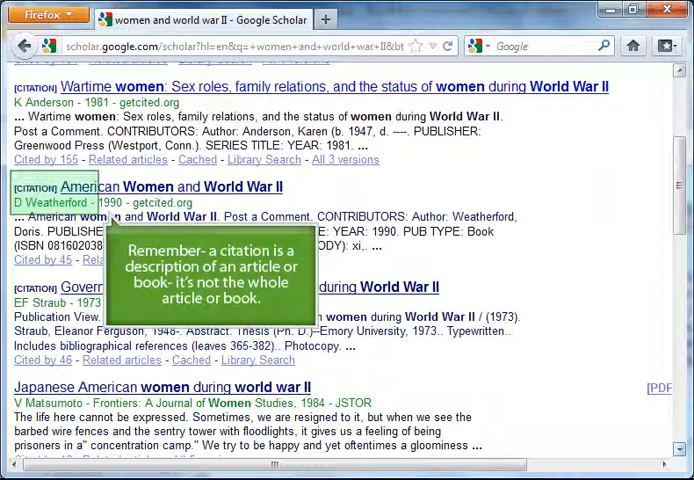 Firefox
women and world war II - Google Scholar
scholar.google.com/scholar?hl=en&q=+women+and+world+war+II&bt
Google
[CITATION] Wartime women: Sex roles, family relations, and the status of women during World War II
K Anderson - 1981 - getcited.org
... Wartime women: Sex roles, family relations, and the status of women during World War II.
Post a Comment. CONTRIBUTORS: Author: Anderson, Karen (b. 1947, d. ----. PUBLISHER:
Greenwood Press (Westport, Conn.). SERIES TITLE: YEAR: 1981. ...
Cited by 155 - Related articles - Cached - Library Search - All 3 versions
[CITATION] American Women and World War II
D Weatherford - 1990 - getcited.org
... American women and World War II. Post a Comment. CONTRIBUTORS: Author: Weatherford,
Doris. PUBLISH YEAR: 1990. PUB TYPE: Book
(ISBN 081602038 DY): xi,. ...
Cited by 45 - Rela
Remember- a citation is a
description of an article or
book- it's not the whole
article or book.
[CITATION] Gover during World War II
EF Straub - 1973
Publication View. women during World War II / (1973).
Straub, Eleanor Ferguson, 1948-. Abstract. Thesis (Ph. D.)--Emory University, 1973.. Typewritten..
Includes bibliographical references (leaves 365-382).. Photocopy. ...
Cited by 46 - Related articles - Cached - Library Search
Japanese American women during world war II [PDF
V Matsumoto - Frontiers: A Journal of Women Studies, 1984 - JSTOR
The life here cannot be expressed. Sometimes, we are resigned to it, but when we see the
barbed wire fences and the sentry tower with floodlights, it gives us a feeling of being
prisoners in a" concentration camp." We try to be happy and yet oftentimes a gloominess ...